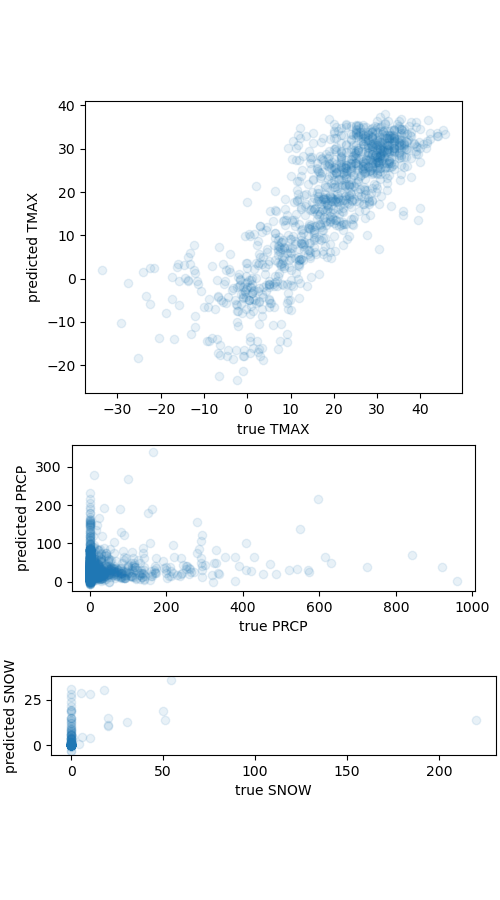 40
30
20
10
0
−10
−20
predicted TMAX
−30 −20 −10 0 10 20 30 40
true TMAX
300
200
100
0
predicted PRCP
0 200 400 600 800 1000
true PRCP
25
0
predicted SNOW
0 50 100 150 200
true SNOW